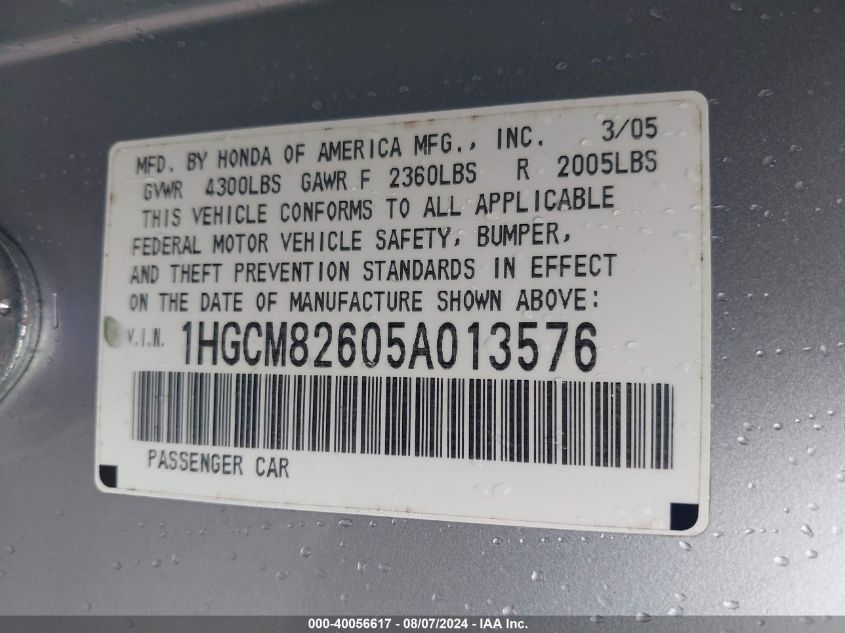 MFD. BY HONDA OF AMERICA MFG., INC. 3/05
GVWR 4300LBS GAWR F 2360LBS R 2005LBS
THIS VEHICLE CONFORMS TO ALL APPLICABLE
FEDERAL MOTOR VEHICLE SAFETY, BUMPER,
AND THEFT PREVENTION STANDARDS IN EFFECT
ON THE DATE OF MANUFACTURE SHOWN ABOVE:
V.I.N. 1HGCM82605A013576
PASSENGER CAR
000-40056617 - 08/07/2024 - IAA Inc.